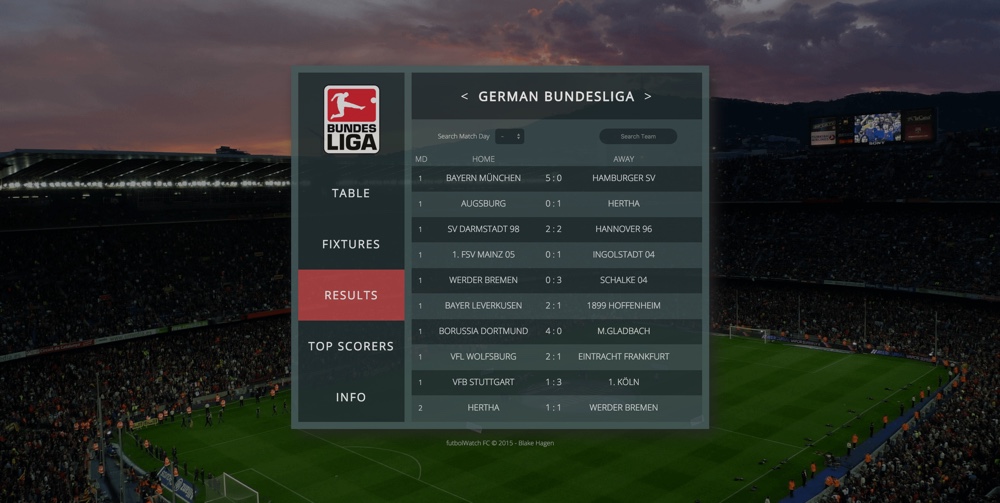 BUNDES
LIGA
TABLE
FIXTURES
RESULTS
TOP SCORERS
INFO
< GERMAN BUNDESLIGA >
Search Match Day -- Search Team
MD HOME AWAY
1 BAYERN MÜNCHEN 5 : 0 HAMBURGER SV
1 AUGSBURG 0 : 1 HERTHA
1 SV DARMSTADT 98 2 : 2 HANNOVER 96
1 1. FSV MAINZ 05 0 : 1 INGOLSTADT 04
1 WERDER BREMEN 0 : 3 SCHALKE 04
1 BAYER LEVERKUSEN 2 : 1 1899 HOFFENHEIM
1 BORUSSIA DORTMUND 4 : 0 M.GLADBACH
1 VFL WOLFSBURG 2 : 1 EINTRACHT FRANKFURT
1 VFB STUTTGART 1 : 3 1. KÖLN
2 HERTHA 1 : 1 WERDER BREMEN
futbolWatch FC © 2015 - Blake Hagen
SONY